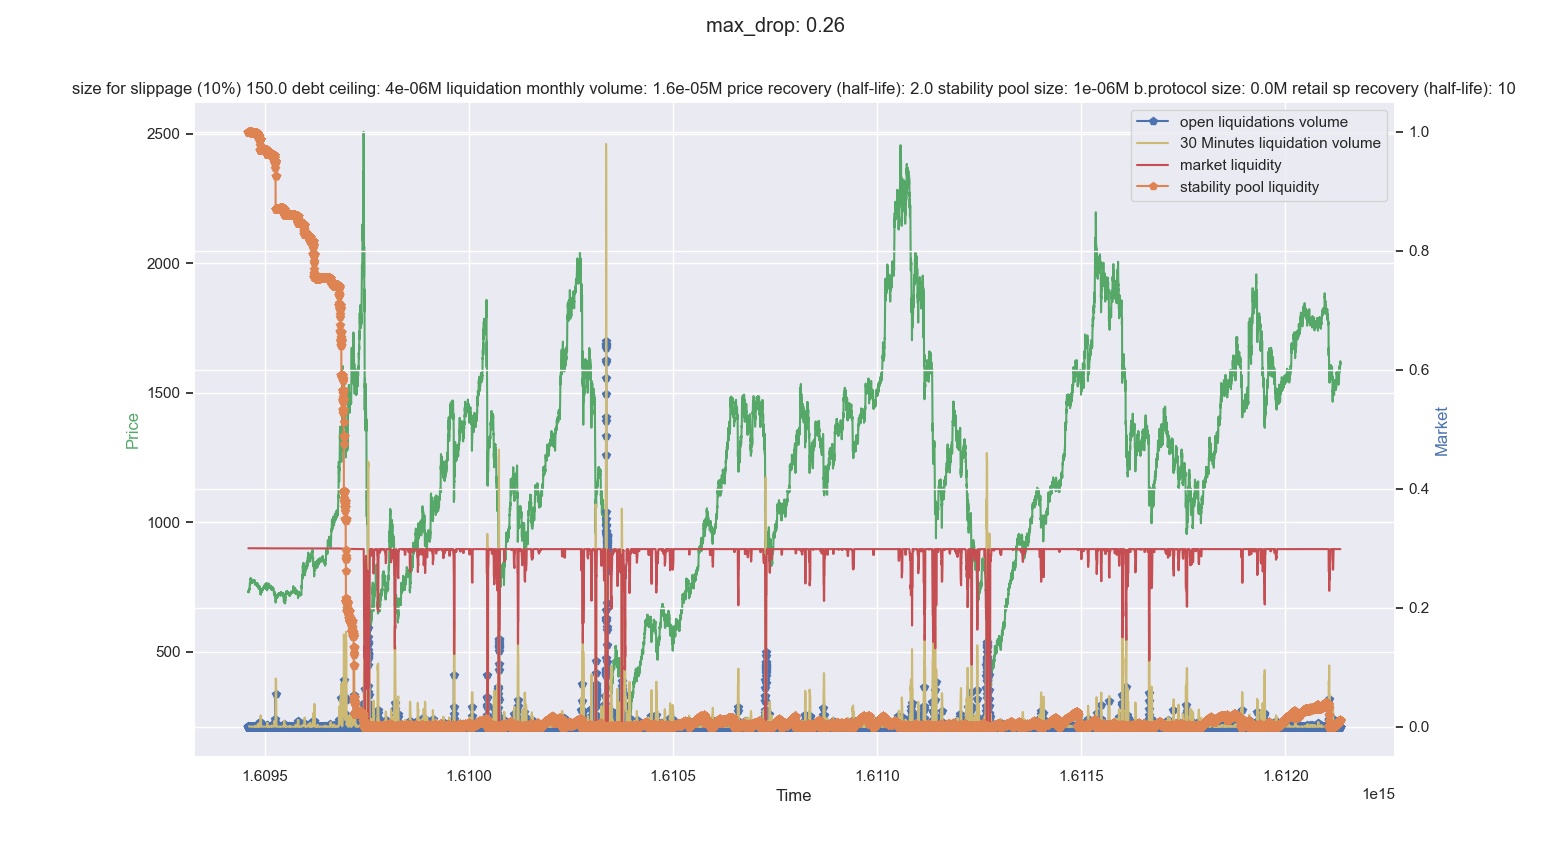 max_drop: 0.26
size for slippage (10%) 150.0 debt ceiling: 4e-06M liquidation monthly volume: 1.6e-05M price recovery (half-life): 2.0 stability pool size: 1e-06M b.protocol size: 0.0M retail sp recovery (half-life): 10
open liquidations volume
30 Minutes liquidation volume
market liquidity
stability pool liquidity
2500
2000
1500
1000
500
Price
1.0
0.8
0.6
0.4
0.2
0.0
Market
1.6095 1.6100 1.6105 1.6110 1.6115 1.6120
Time
1e15